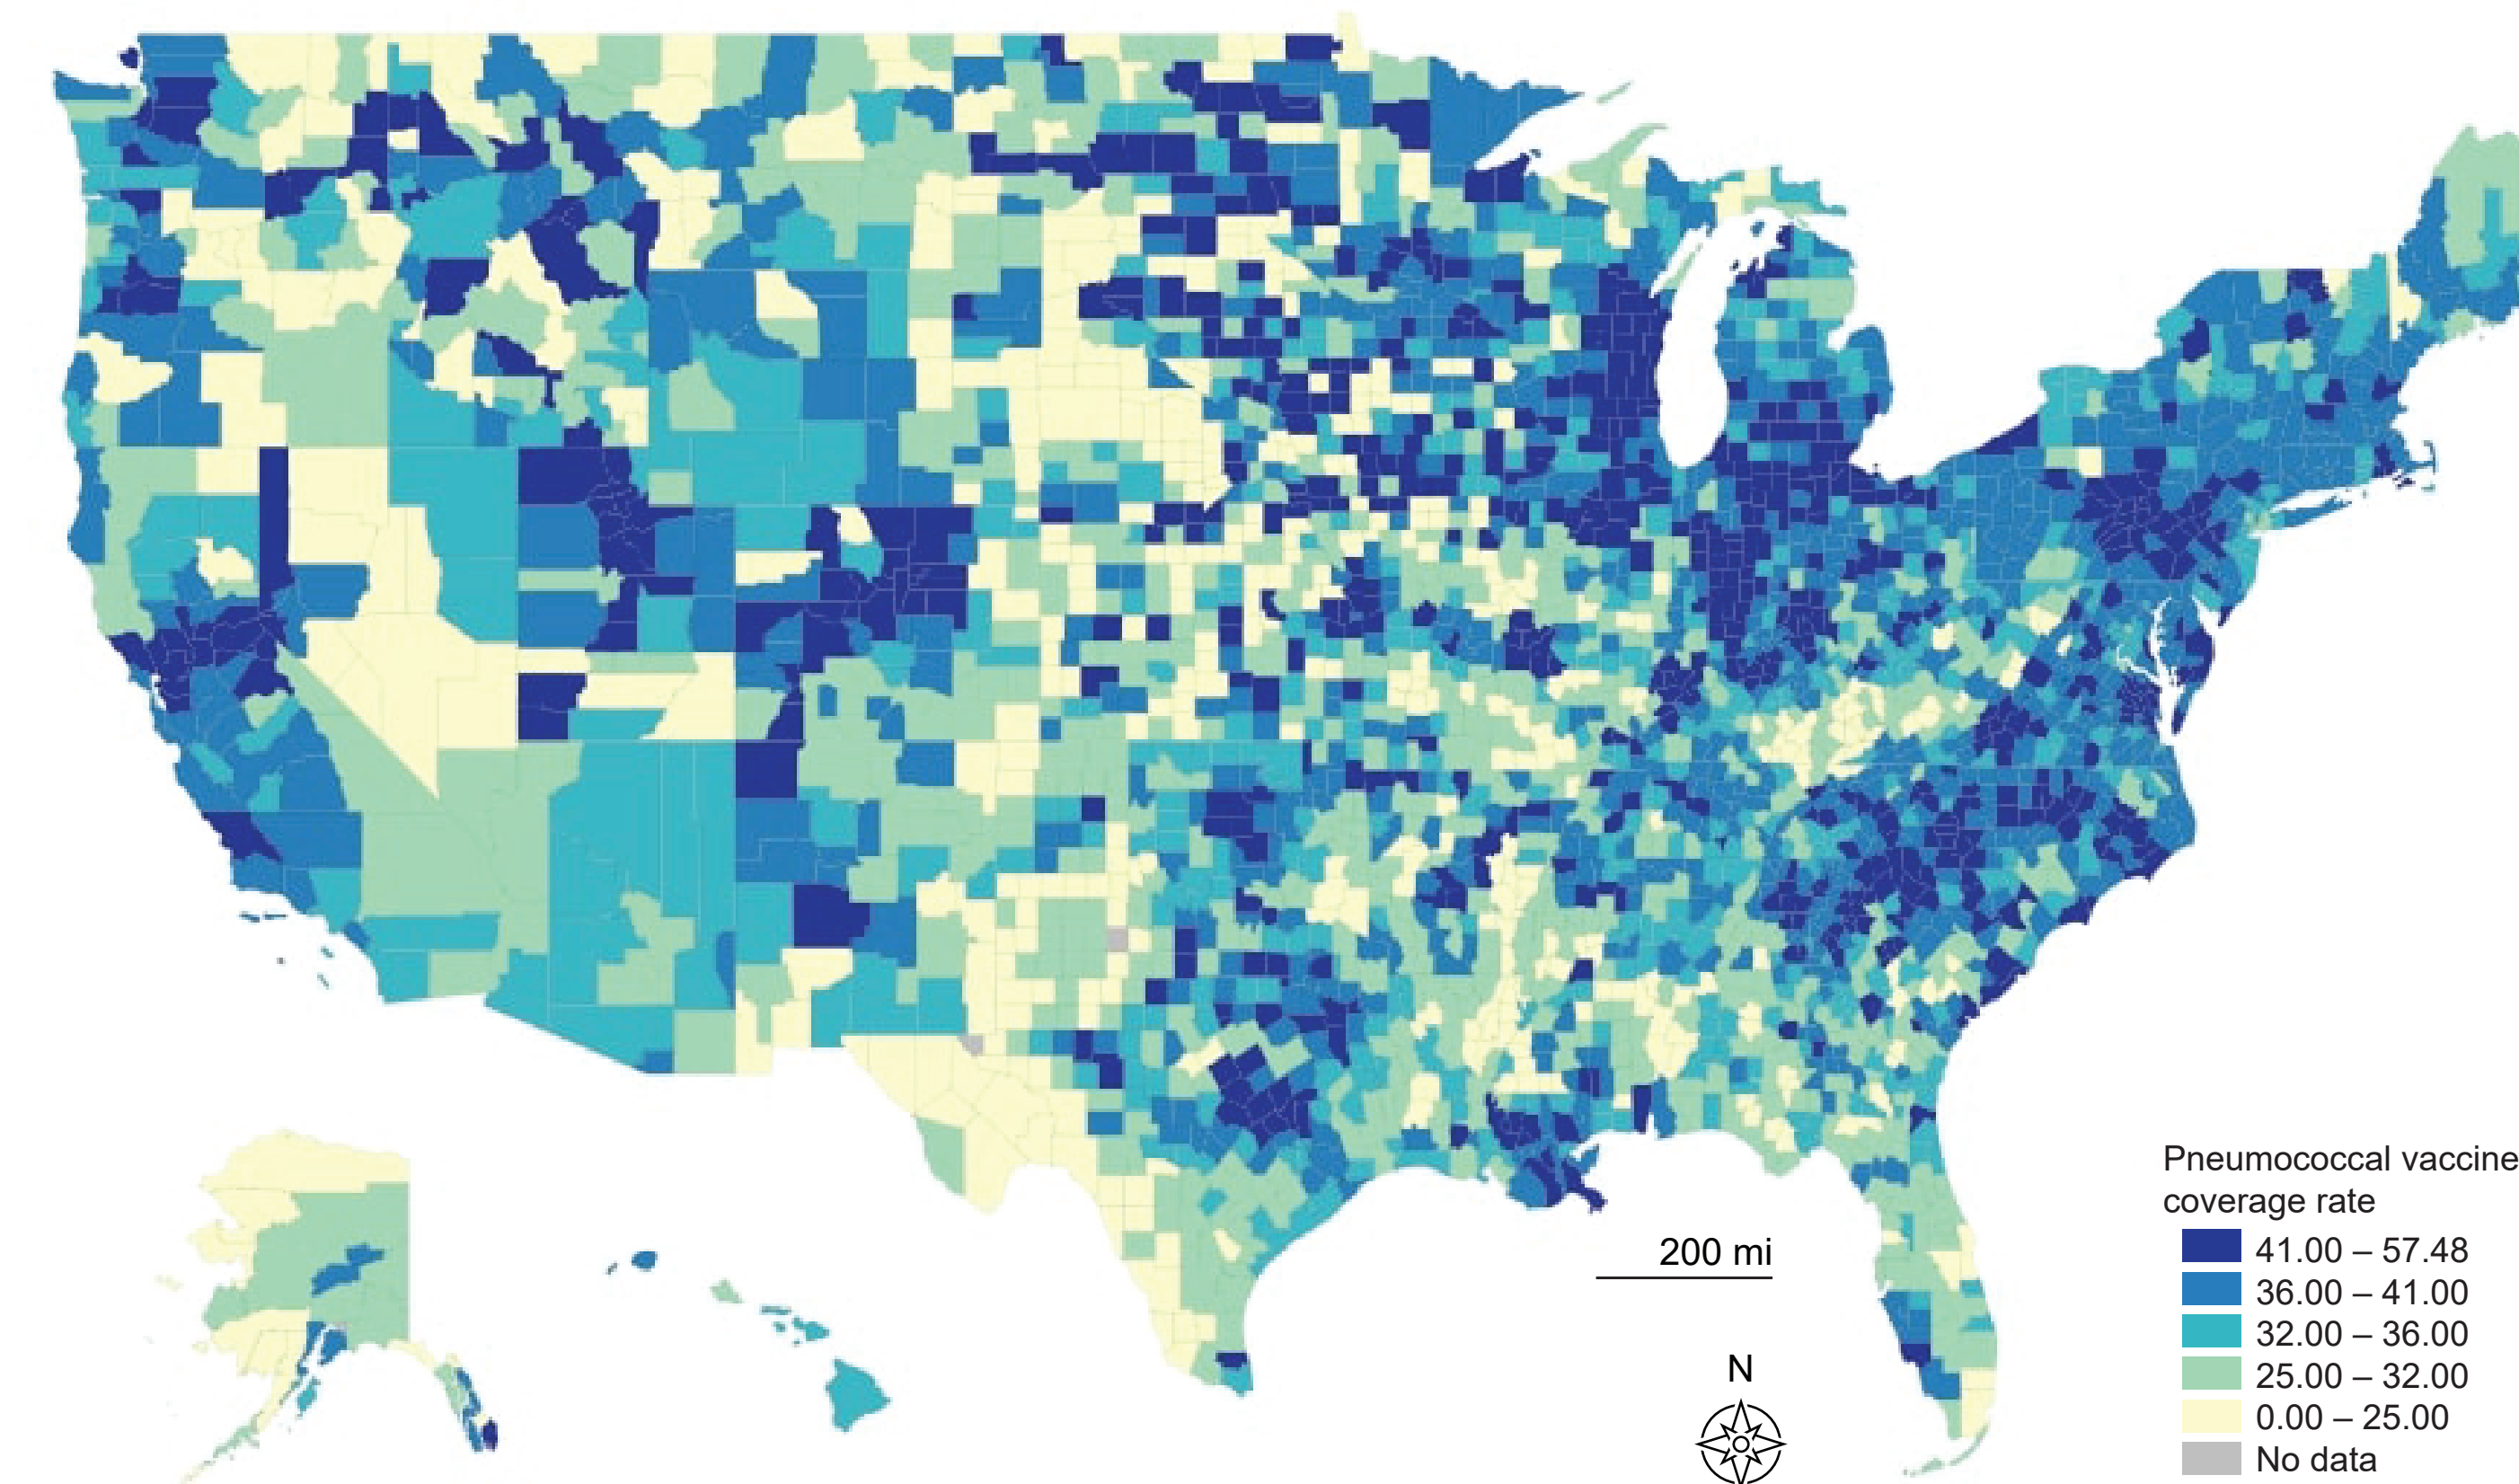 Pneumococcal vaccine
coverage rate
41.00 – 57.48
36.00 – 41.00
32.00 – 36.00
25.00 – 32.00
0.00 – 25.00
No data
200 mi
N